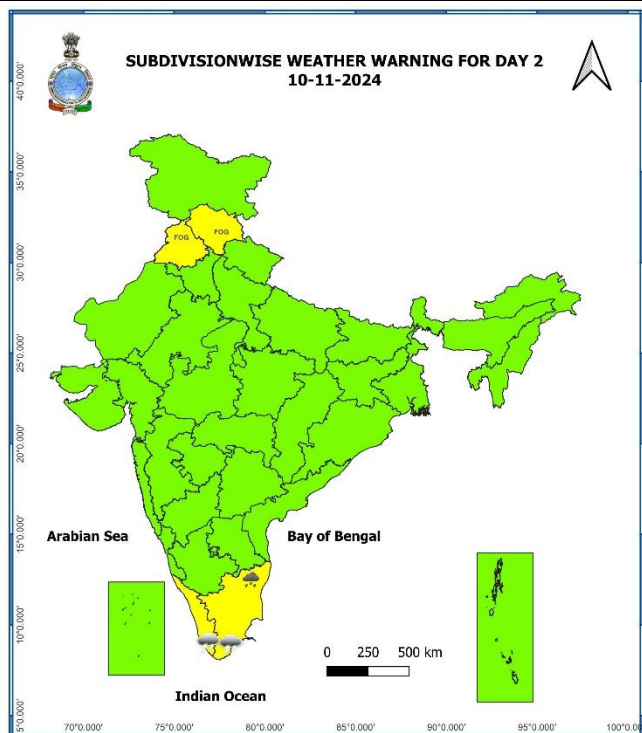 SUBDIVISIONWISE WEATHER WARNING FOR DAY 2
10-11-2024
40°0.000'
35°0.000'
FOG
FOG
30°0.000'
25°0.000'
20°0.000'
Arabian Sea
Bay of Bengal
15°0.000'
10°0.000'
0 250 500 km
Indian Ocean
5°0.000'
70°0.000' 75°0.000' 80°0.000' 85°0.000' 90°0.000' 95°0.000' 100°0.0